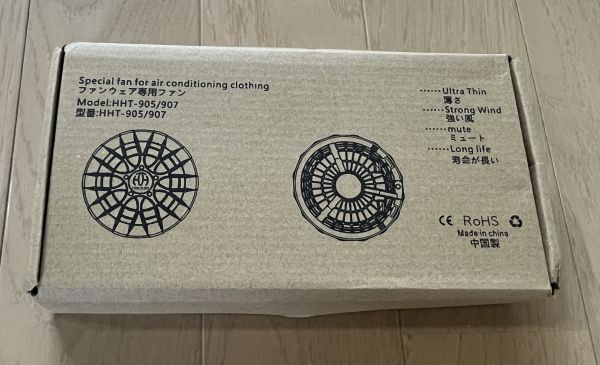 Special fan for air conditioning clothing
ファンウェア専用ファン
Model:HHT-905/907
型番:HHT-905/907
······Ultra Thin
薄さ
······Strong Wind
強い風
······mute
ミュート
······Long life
寿命が長い
CE RoHS
Made in china
中国製